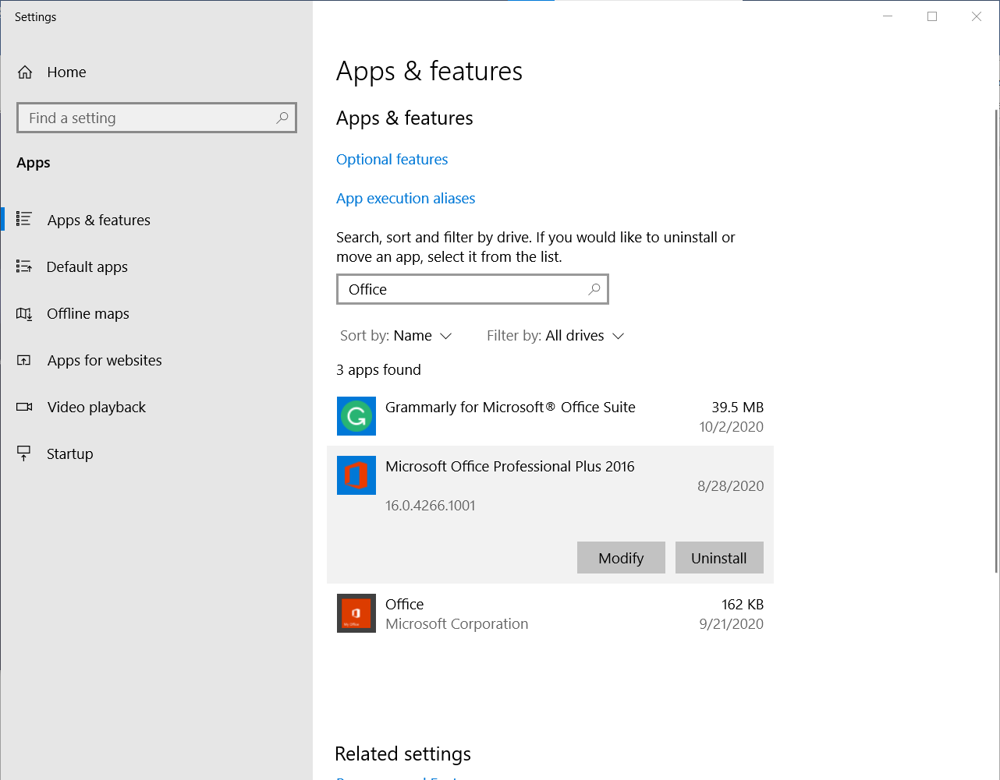 Settings
Home
Find a setting
Apps
Apps & features
Default apps
Offline maps
Apps for websites
Video playback
Startup
Apps & features
Apps & features
Optional features
App execution aliases
Search, sort and filter by drive. If you would like to uninstall or
move an app, select it from the list.
Office
Sort by: Name Filter by: All drives
3 apps found
Grammarly for Microsoft® Office Suite 39.5 MB
10/2/2020
Microsoft Office Professional Plus 2016
8/28/2020
16.0.4266.1001
Modify Uninstall
Office 162 KB
My Office
Microsoft Corporation 9/21/2020
Related settings